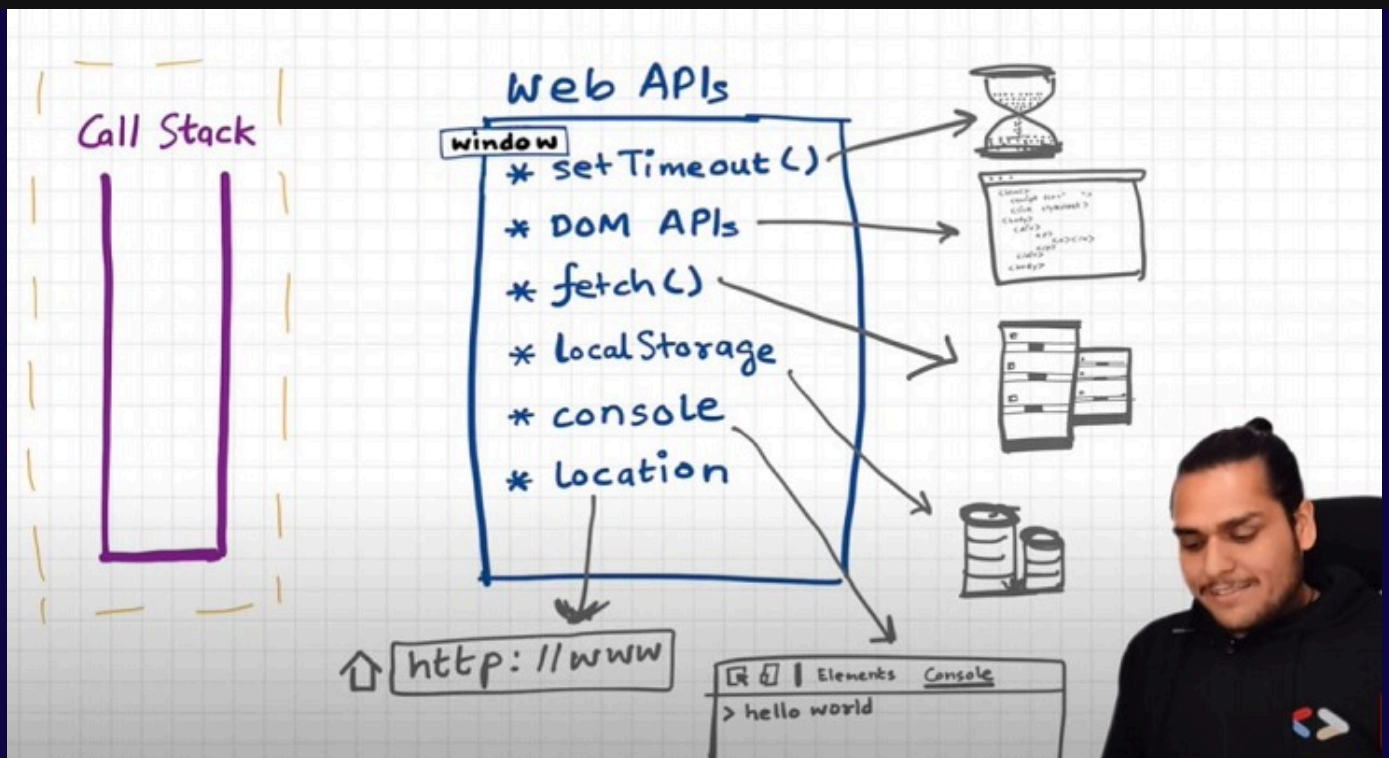 Call Stack
Web APIs
window
* setTimeout()
* DOM APIs
* fetch()
* localStorage
* console
* location
http://www
Elements Console
> hello world